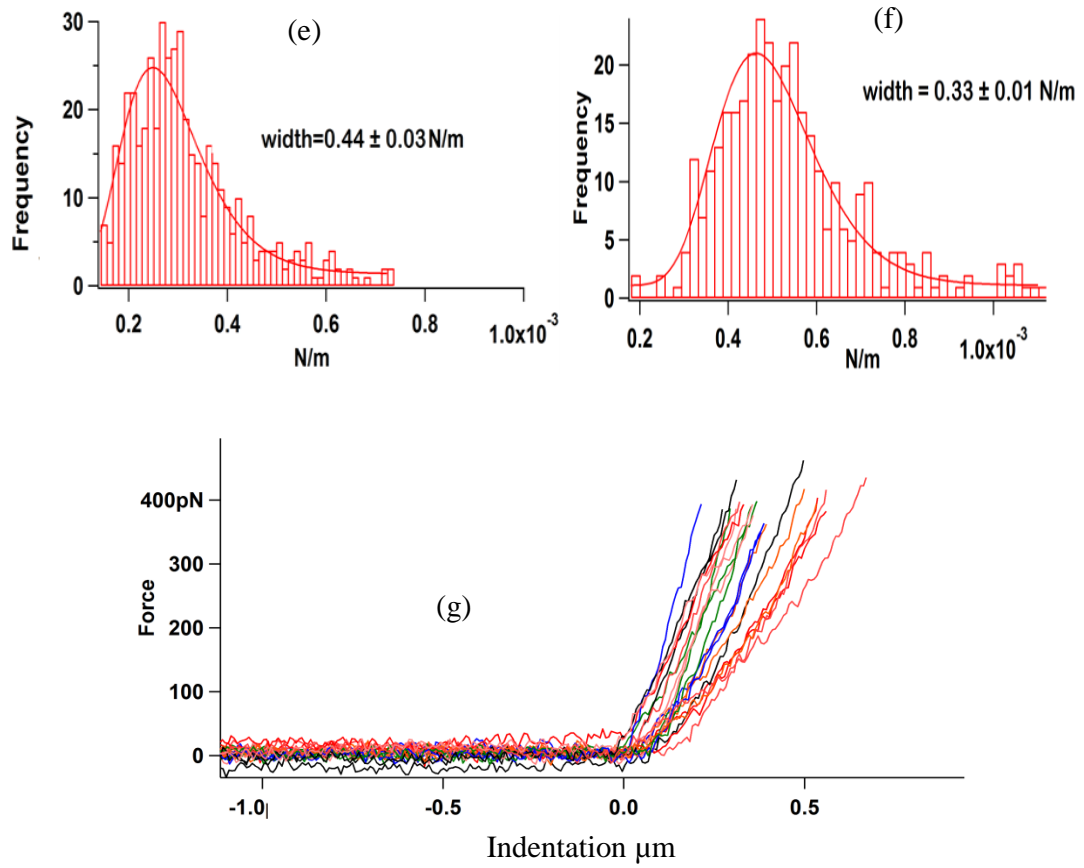 (e)
30
20
10
0
Frequency
width=0.44 ± 0.03 N/m
0.2
0.4
0.6
0.8
1.0x10⁻³
N/m
(f)
20
15
10
5
0
Frequency
width = 0.33 ± 0.01 N/m
0.2
0.4
0.6
0.8
1.0x10⁻³
N/m
400pN
300
200
100
0
Force
(g)
-1.0
-0.5
0.0
0.5
Indentation µm